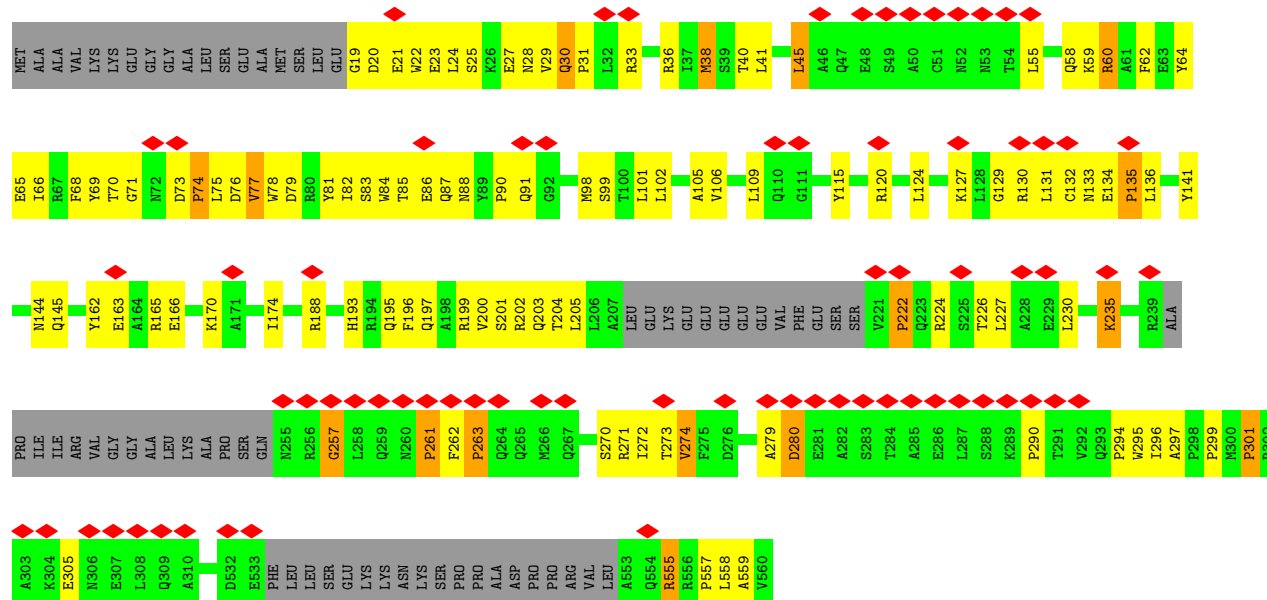 MET ALA ALA VAL LYS LYS GLU GLY GLY ALA LEU SER GLU ALA MET SER LEU GLU G19 D20 E21 W22 E23 L24 S25 K26 E27 N28 V29 Q30 P31 L32 R33 R36 I37 M38 S39 T40 L41 L45 A46 Q47 E48 S49 A50 C51 N52 N53 T54 L55 Q58 K59 R60 A61 F62 E63 Y64
E65 I66 R67 F68 Y69 T70 G71 N72 D73 P74 L75 D76 V77 W78 D79 R80 Y81 I82 S83 W84 T85 E86 Q87 N88 Y89 P90 Q91 G92 M98 S99 T100 L101 L102 A105 V106 L109 Q110 G111 Y115 R120 L124 K127 L128 G129 R130 L131 C132 N133 E134 P135 L136 Y141
N144 Q145 Y162 E163 A164 R165 E166 K170 A171 I174 R188 H193 R194 Q195 F196 Q197 A198 R199 V200 S201 R202 Q203 T204 L205 L206 A207 LEU GLU LYS GLU GLU GLU GLU GLU VAL PHE GLU SER SER V221 P222 Q223 R224 S225 T226 L227 A228 E229 L230 K235 R239 ALA
PRO ILE ILE ARG VAL GLY GLY ALA LEU LYS ALA PRO SER GLN N255 R256 G257 L258 Q259 N260 P261 F262 P263 Q264 Q265 M266 Q267 S270 R271 I272 T273 V274 F275 D276 A279 D280 E281 A282 S283 T284 A285 E286 L287 S288 K289 P290 T291 V292 Q293 P294 W295 I296 A297 P298 P299 M300 P301
A303 K304 E305 N306 E307 L308 Q309 A310 D532 E533 PHE LEU LEU SER GLU LYS LYS ASN LYS SER PRO PRO ALA ASP PRO PRO ARG VAL LEU A553 Q554 R555 R556 P557 L558 A559 V560